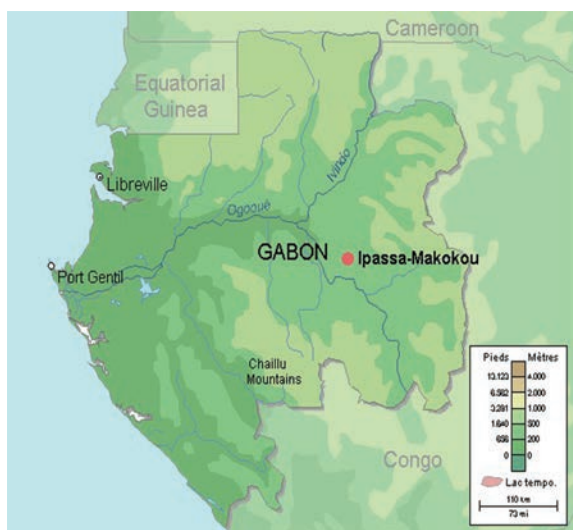 Cameroon
Equatorial
Guinea
Libreville
Ivindo
Ogooué
GABON
Ipassa-Makokou
Port Gentil
Chaillu
Mountains
Congo
Pieds Mètres
13.123 4.000
6.562 2.000
3.281 1.000
1.640 500
656 200
0 0
Lac tempo.
110 km
73 mi